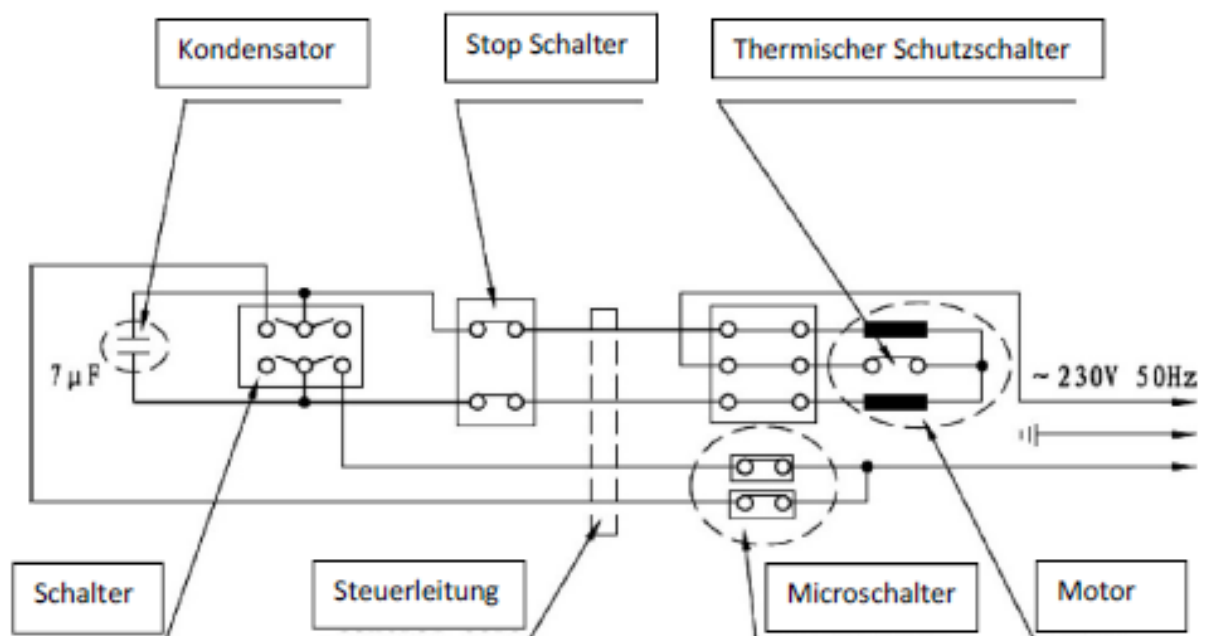 Kondensator
Stop Schalter
Thermischer Schutzschalter
7μF
~230V 50Hz
Schalter
Steuerleitung
Microschalter
Motor